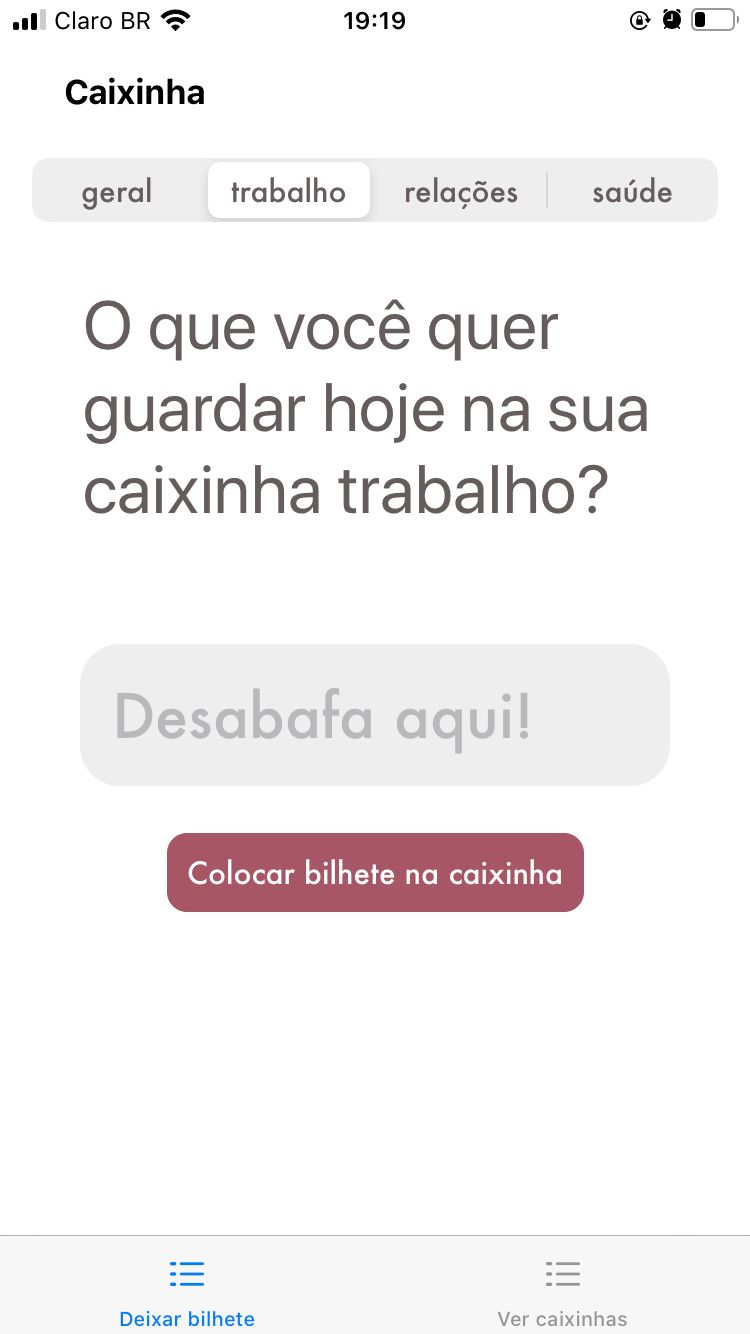 Claro BR 19:19
Caixinha
geral trabalho relações saúde
O que você quer
guardar hoje na sua
caixinha trabalho?
Desabafa aqui!
Colocar bilhete na caixinha
Deixar bilhete Ver caixinhas